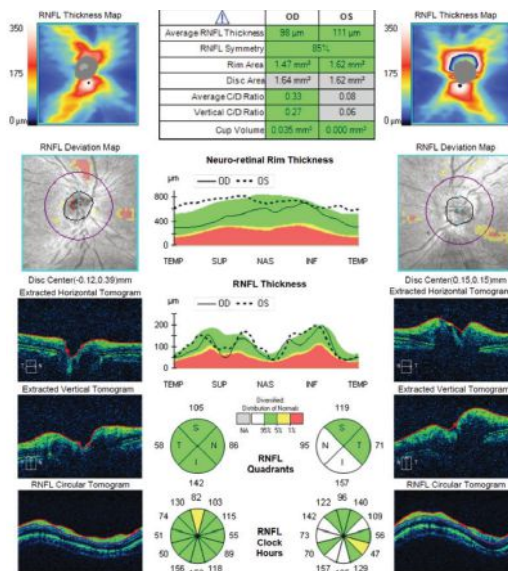 RNFL Thickness Map
350
175
0 µm
OD OS
Average RNFL Thickness 98 µm 111 µm
RNFL Symmetry 85%
Rim Area 1.47 mm² 1.62 mm²
Disc Area 1.64 mm² 1.62 mm²
Average C/D Ratio 0.33 0.08
Vertical C/D Ratio 0.27 0.06
Cup Volume 0.035 mm³ 0.000 mm³
RNFL Thickness Map
350
175
0 µm
RNFL Deviation Map
Disc Center(-0.12,0.39)mm
Neuro-retinal Rim Thickness
µm OD OS
800
400
0
TEMP SUP NAS INF TEMP
RNFL Deviation Map
Disc Center(0.15,0.15)mm
Extracted Horizontal Tomogram
T N
RNFL Thickness
µm OD OS
200
100
0
TEMP SUP NAS INF TEMP
Extracted Horizontal Tomogram
Extracted Vertical Tomogram
Diversified
Distribution of Normals
NA 95% 5% 1%
105
S
58 T N 86
I
142
RNFL
Quadrants
119
S
95 N T 71
I
157
Extracted Vertical Tomogram
RNFL Circular Tomogram
82
130 103
74 115
51 55
50 89
156 118
RNFL
Clock
Hours
96
122 140
142 109
73 56
70 47
157 129
RNFL Circular Tomogram